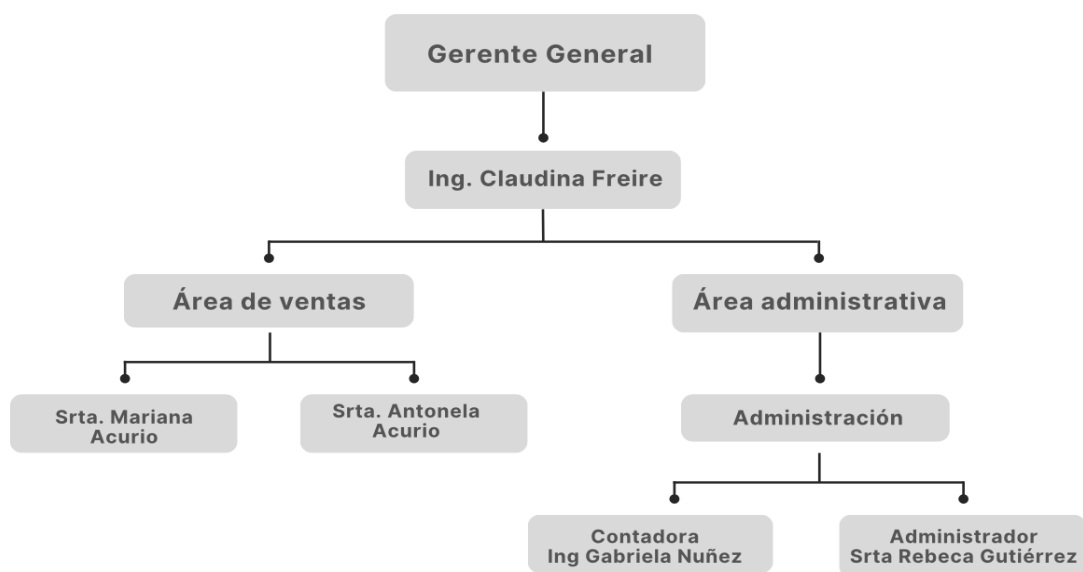 Gerente General
Ing. Claudina Freire
Área de ventas
Área administrativa
Srta. Mariana
Acurio
Srta. Antonela
Acurio
Administración
Contadora
Ing Gabriela Nuñez
Administrador
Srta Rebeca Gutiérrez